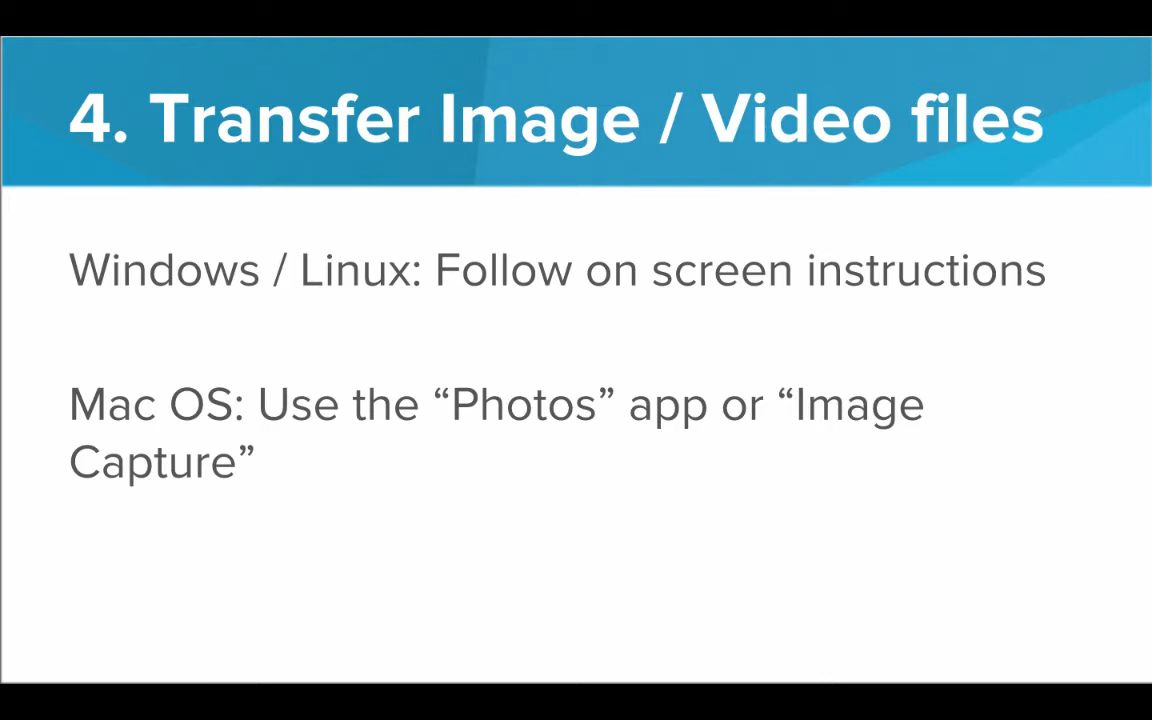 4. Transfer Image / Video files
Windows / Linux: Follow on screen instructions
Mac OS: Use the “Photos” app or “Image
Capture”